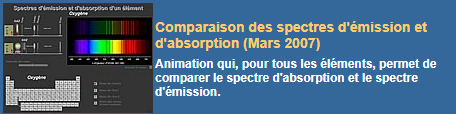 Spectres d'émission et d'absorption d'un élément
Oxygène
Oxygène
Comparaison des spectres d'émission et
d'absorption (Mars 2007)
Animation qui, pour tous les éléments, permet de
comparer le spectre d'absorption et le spectre
d'émission.